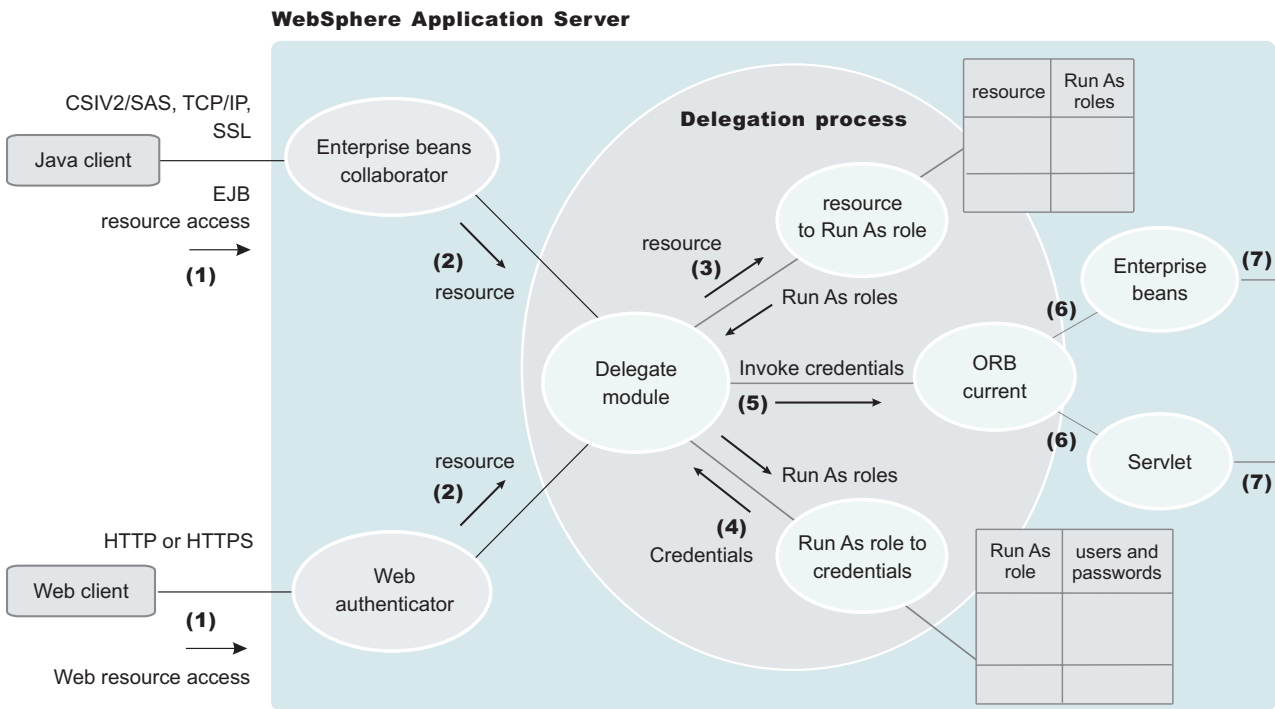 WebSphere Application Server
CSIV2/SAS, TCP/IP,
SSL
Java client
EJB
resource access
(1)
Enterprise beans
collaborator
(2)
resource
Delegation process
resource
Run As
roles
resource
to Run As role
resource
(3)
Run As roles
Delegate
module
Invoke credentials
(5)
ORB
current
(6)
Enterprise
beans
(7)
(6)
Servlet
(7)
resource
(2)
Run As roles
(4)
Credentials
Run As role to
credentials
Run As
role
users and
passwords
HTTP or HTTPS
Web client
(1)
Web resource access
Web
authenticator